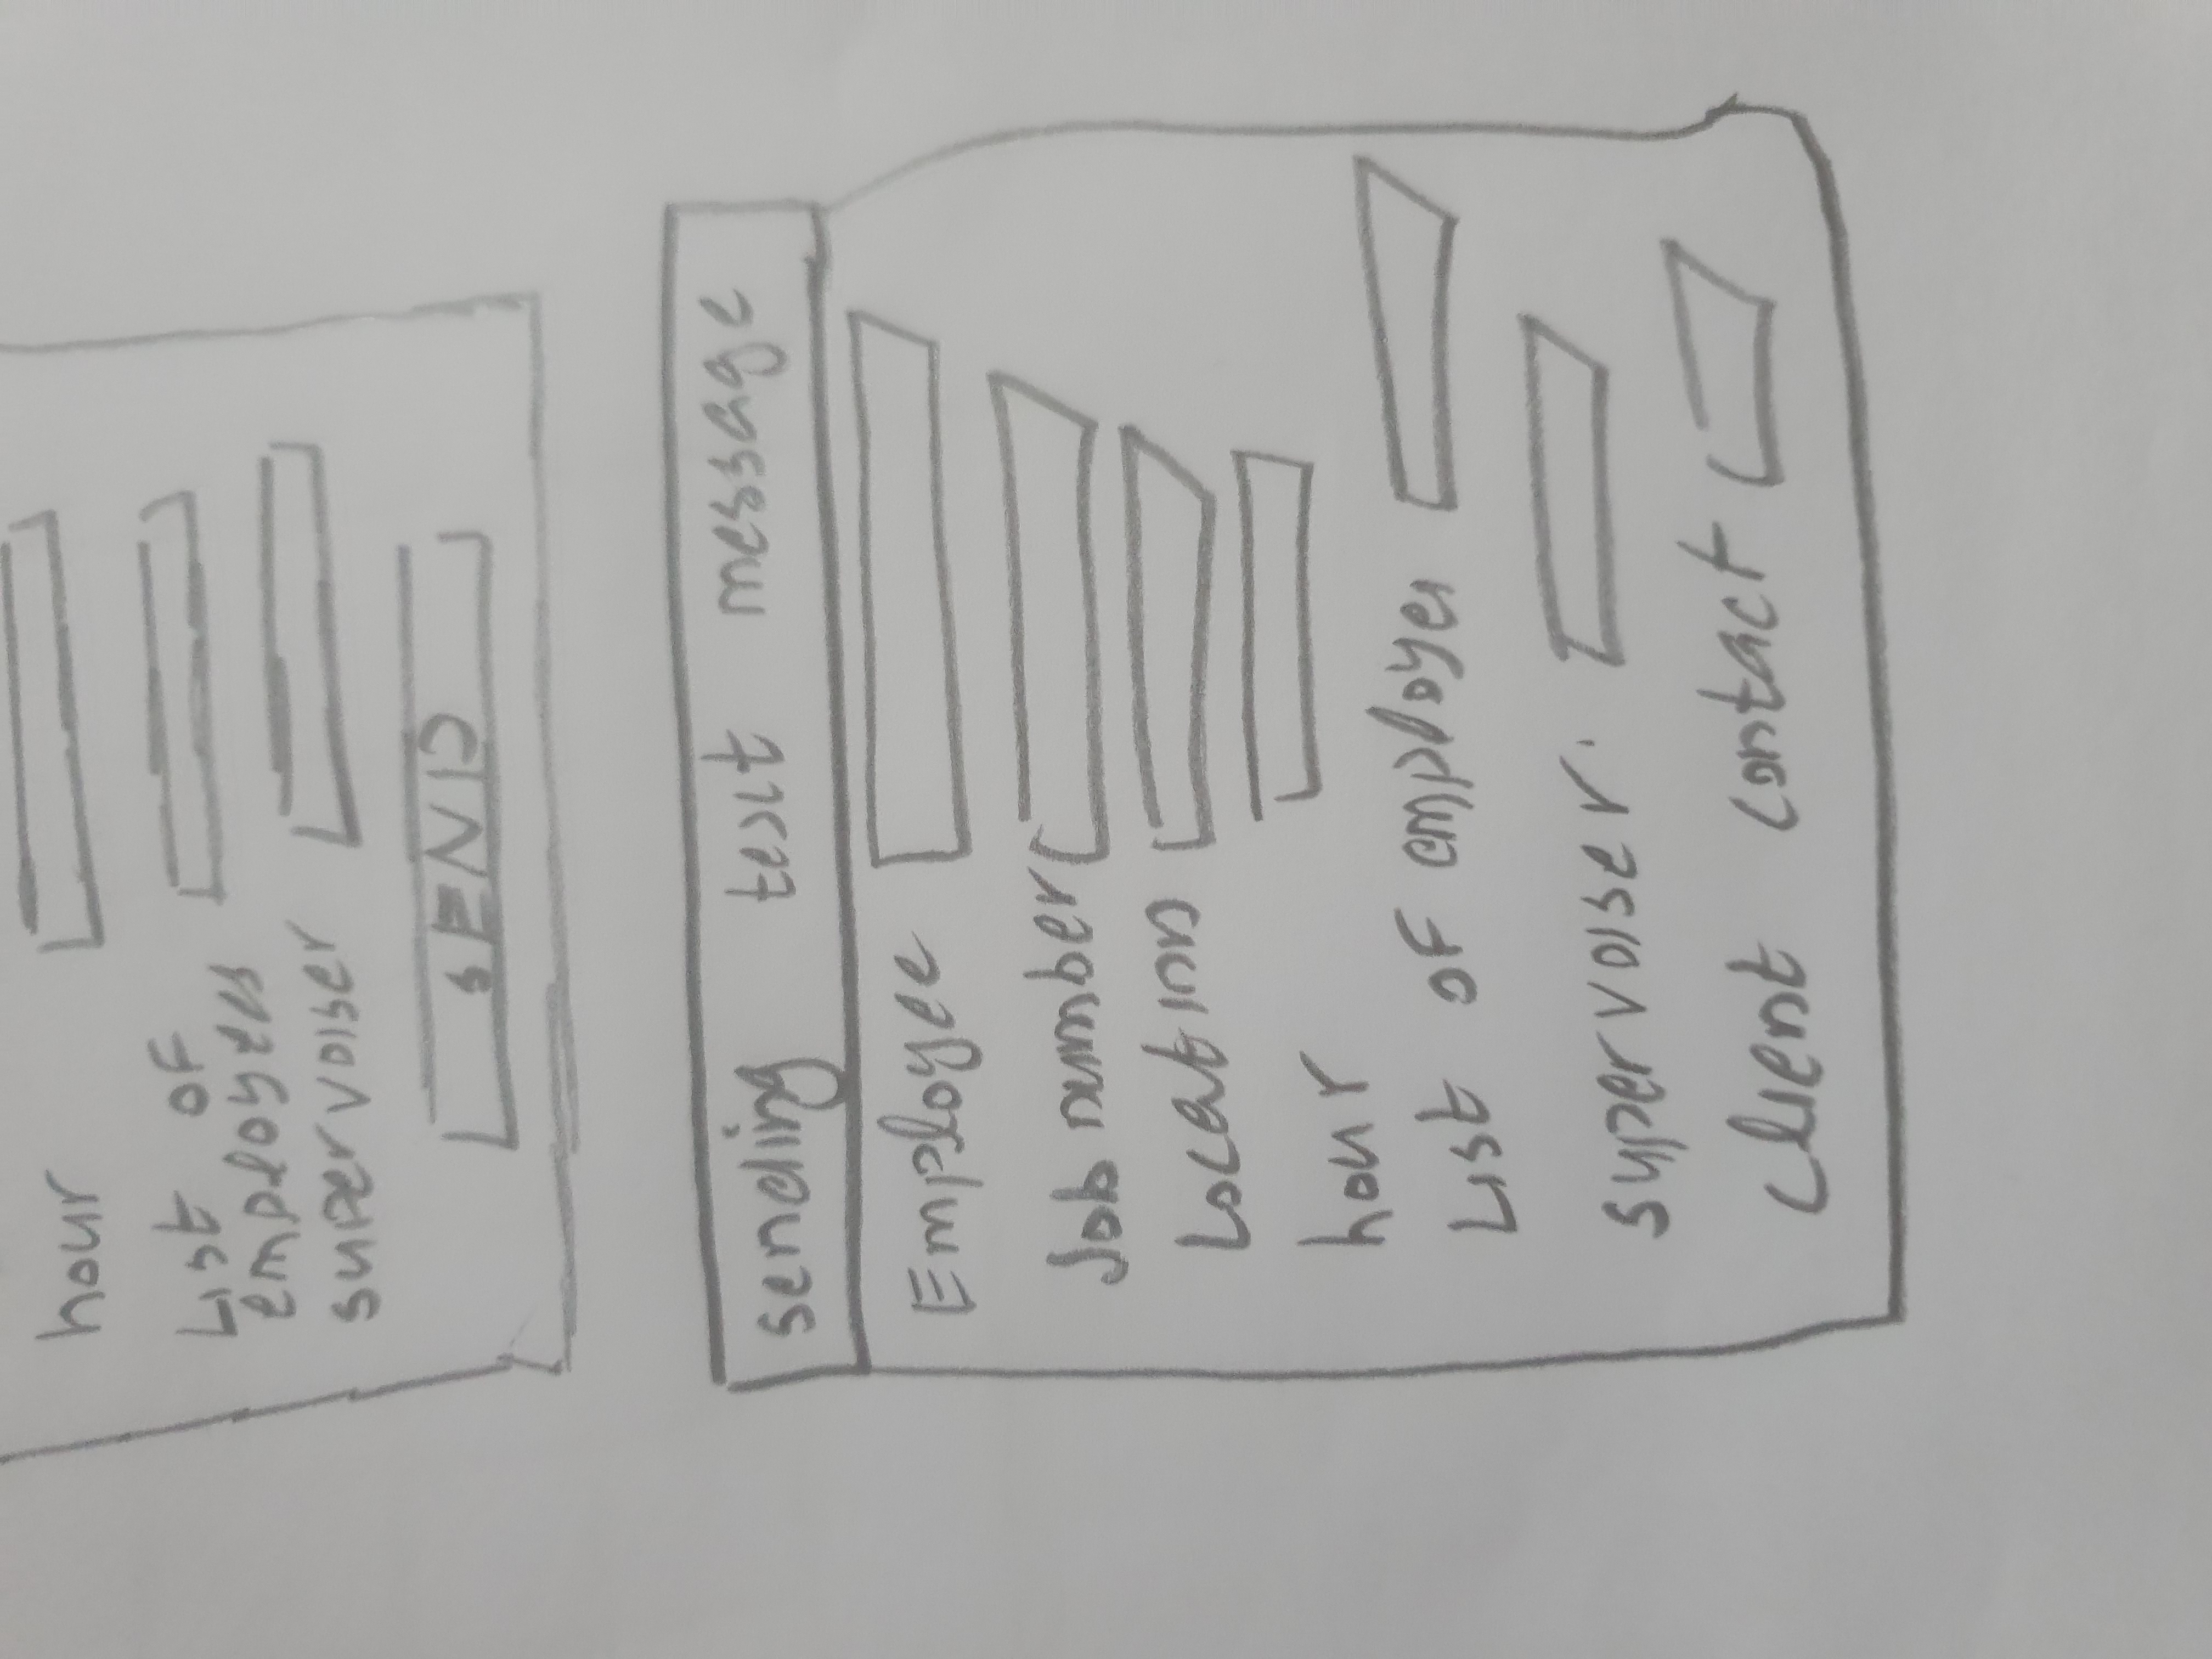 hour
List of
employees
supervoiser
SEND
sending text message
Employee
Job number
Location
hour
List of employes
supervoiser.
client contact